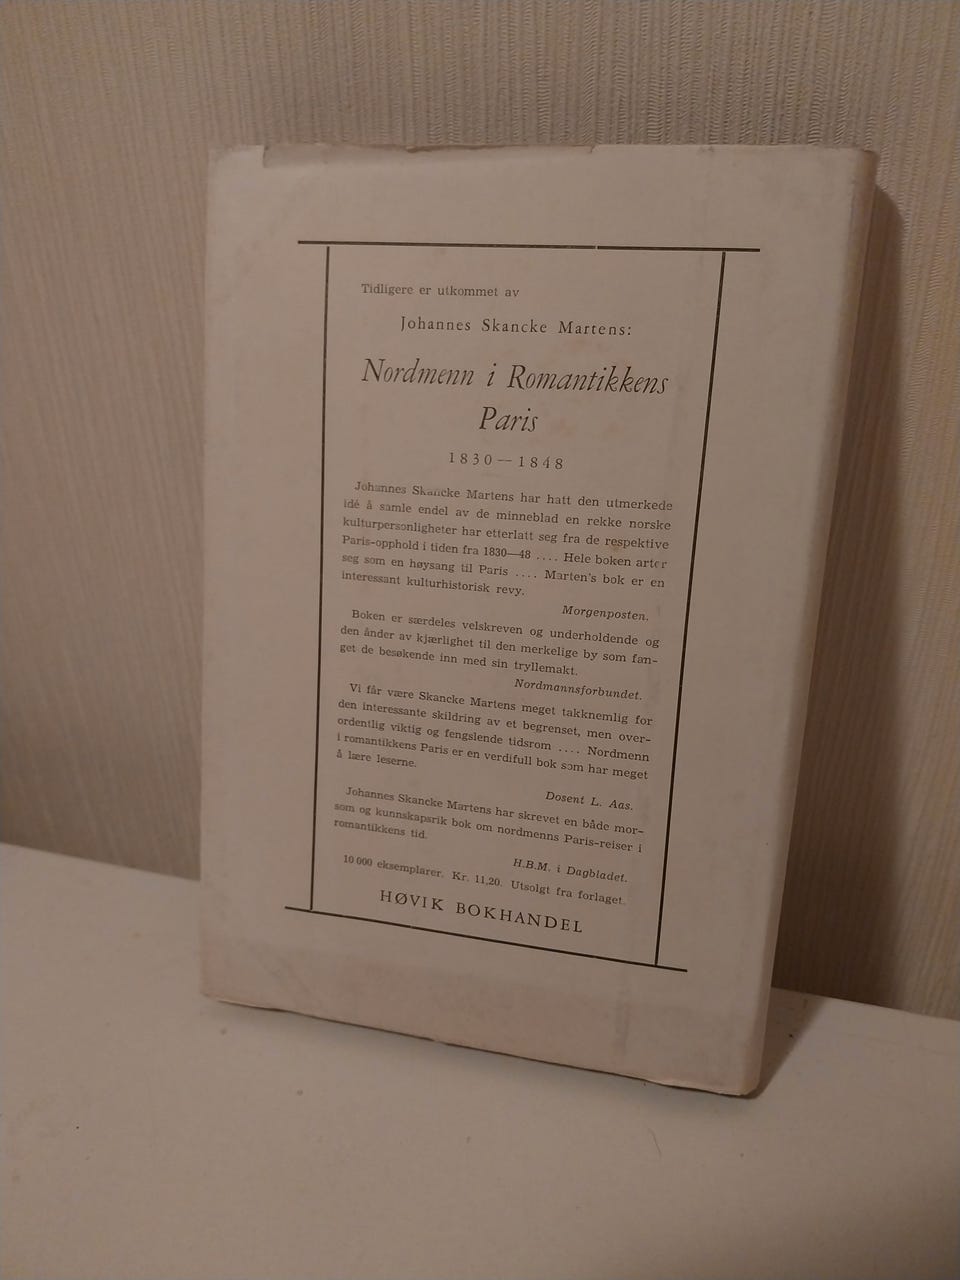 Tidligere er utkommet av
Johannes Skancke Martens:
Nordmenn i Romantikkens
Paris
1830—1848
Johannes Skancke Martens har hatt den utmerkede
idé å samle endel av de minneblad en rekke norske
kulturpersonligheter har etterlatt seg fra de respektive
Paris-opphold i tiden fra 1830—48 .... Hele boken arter
seg som en høysang til Paris .... Marten's bok er en
interessant kulturhistorisk revy.
Morgenposten.
Boken er særdeles velskreven og underholdende og
den ånder av kjærlighet til den merkelige by som fan-
get de besøkende inn med sin tryllemakt.
Nordmannsforbundet.
Vi får være Skancke Martens meget takknemlig for
den interessante skildring av et begrenset, men over-
ordentlig viktig og fengslende tidsrom .... Nordmenn
i romantikkens Paris er en verdifull bok som har meget
å lære leserne.
Dosent L. Aas.
Johannes Skancke Martens har skrevet en både mor-
som og kunnskapsrik bok om nordmenns Paris-reiser i
romantikkens tid.
H.B.M. i Dagbladet.
10 000 eksemplarer. Kr. 11,20. Utsolgt fra forlaget.
HØVIK BOKHANDEL